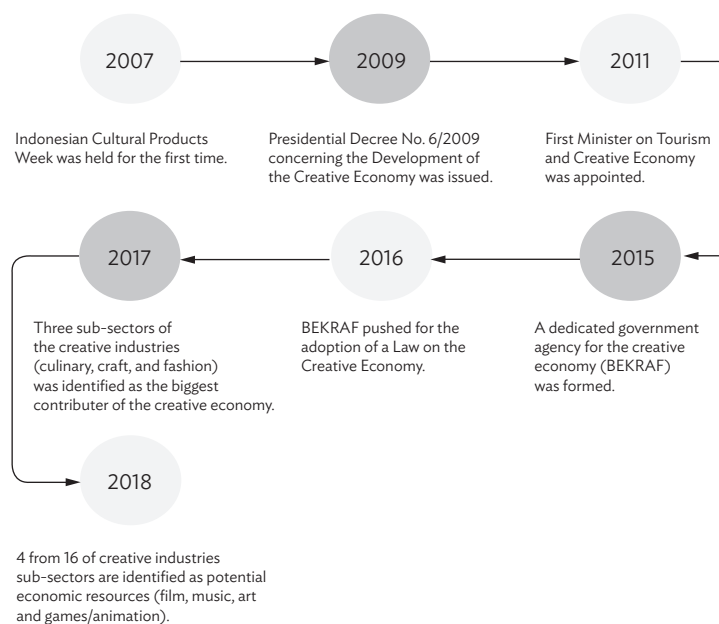 2007
2009
2011
Indonesian Cultural Products
Week was held for the first time.
Presidential Decree No. 6/2009
concerning the Development of
the Creative Economy was issued.
First Minister on Tourism
and Creative Economy
was appointed.
2015
A dedicated government
agency for the creative
economy (BEKRAF)
was formed.
2016
BEKRAF pushed for the
adoption of a Law on the
Creative Economy.
2017
Three sub-sectors of
the creative industries
(culinary, craft, and fashion)
was identified as the biggest
contributer of the creative economy.
2018
4 from 16 of creative industries
sub-sectors are identified as potential
economic resources (film, music, art
and games/animation).